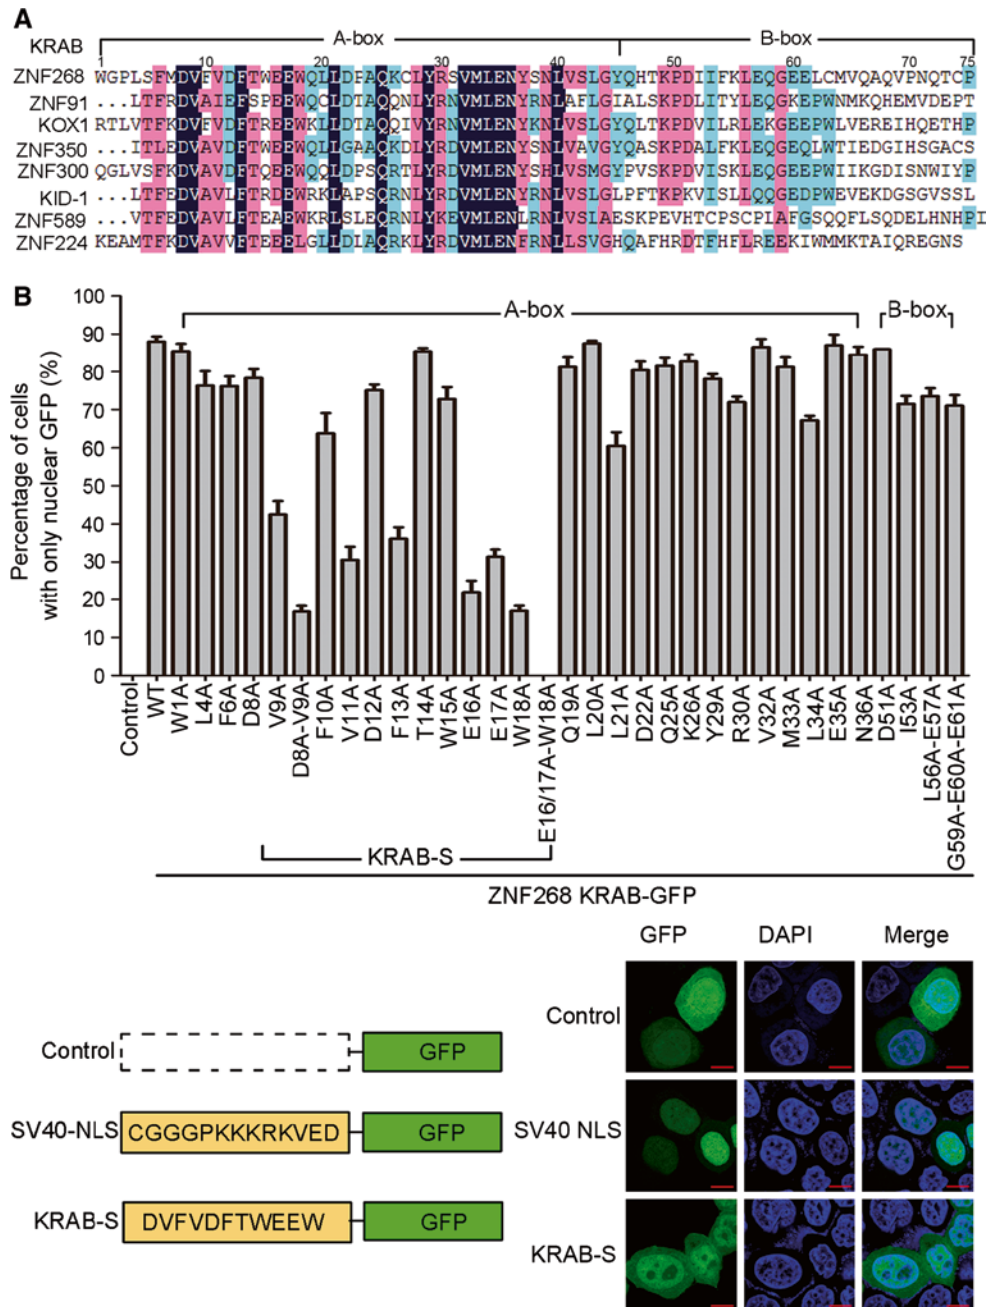 A
KRAB
A-box
B-box
1 10 20 30 40 50 60 70
ZNF268 WGPLSFMDVFVDFTWEEWQLLDPAQKCLYRSVMLENYSNLVSLGYQHTKPDIIFKLEQGEELCMVQAQVPNQTCP
ZNF91 ...LTFRDVAIEFSPEEWQCLDTAQQNLYRNVMLENYRNLAFLGIALSKPDLITYLEQGKEPWNMKQHEMVDEPT
KOX1 RTLVTFKDVFVDFTREEWKLLDTAQQIVYRNVMLENYKNLVSLGYQLTKPDVILRLEKGEEPWLVEREIHQETHP
ZNF350 ...ITLEDVAVDFTWEEWQLLGAAQKDLYRDVMLENYSNLVAVGYQASKPDALFKLEQGEQLWTIEDGIHSGACS
ZNF300 QGLVSFKDVAVDFTQEEWQLLDPSQRTLYRDVMLENYSHLVSMGYPVSKPDVISKLEQGEEPWIIKGDISNWIYP
KID-1 ...LTFEDVAVLFTRDEWRKLAPSQRNLYRDVMLENYRNLVSLGLPFTKPKVISLLQQGEDPWEVEKDGSGVSSL
ZNF589 ...VTFEDVAVLFTEAEWKRLSLEQRNLYKEVMLENLRNLVSLAESKPEVHTCPSCPLAFGSQQFLSQDELHNHPI
ZNF224 KEAMTFKDVAVVFTEEELGLLDLAQRKLYRDVMLENFRNLLSVGHQAFHRDTFHFLREEKIWMMKTAIQREGNS
B
Percentage of cells
with only nuclear GFP (%)
100
90
80
70
60
50
40
30
20
10
0
A-box
B-box
Control
WT
W1A
L4A
F6A
D8A
V9A
D8A-V9A
F10A
V11A
D12A
F13A
T14A
W15A
E16A
E17A
W18A
E16/17A-W18A
Q19A
L20A
L21A
D22A
Q25A
K26A
Y29A
R30A
V32A
M33A
L34A
E35A
N36A
D51A
I53A
L56A-E57A
G59A-E60A-E61A
KRAB-S
ZNF268 KRAB-GFP
GFP DAPI Merge
Control GFP
SV40-NLS CGGGPKKKRKVED GFP
KRAB-S DVFVDFTWEEW GFP
Control
SV40 NLS
KRAB-S